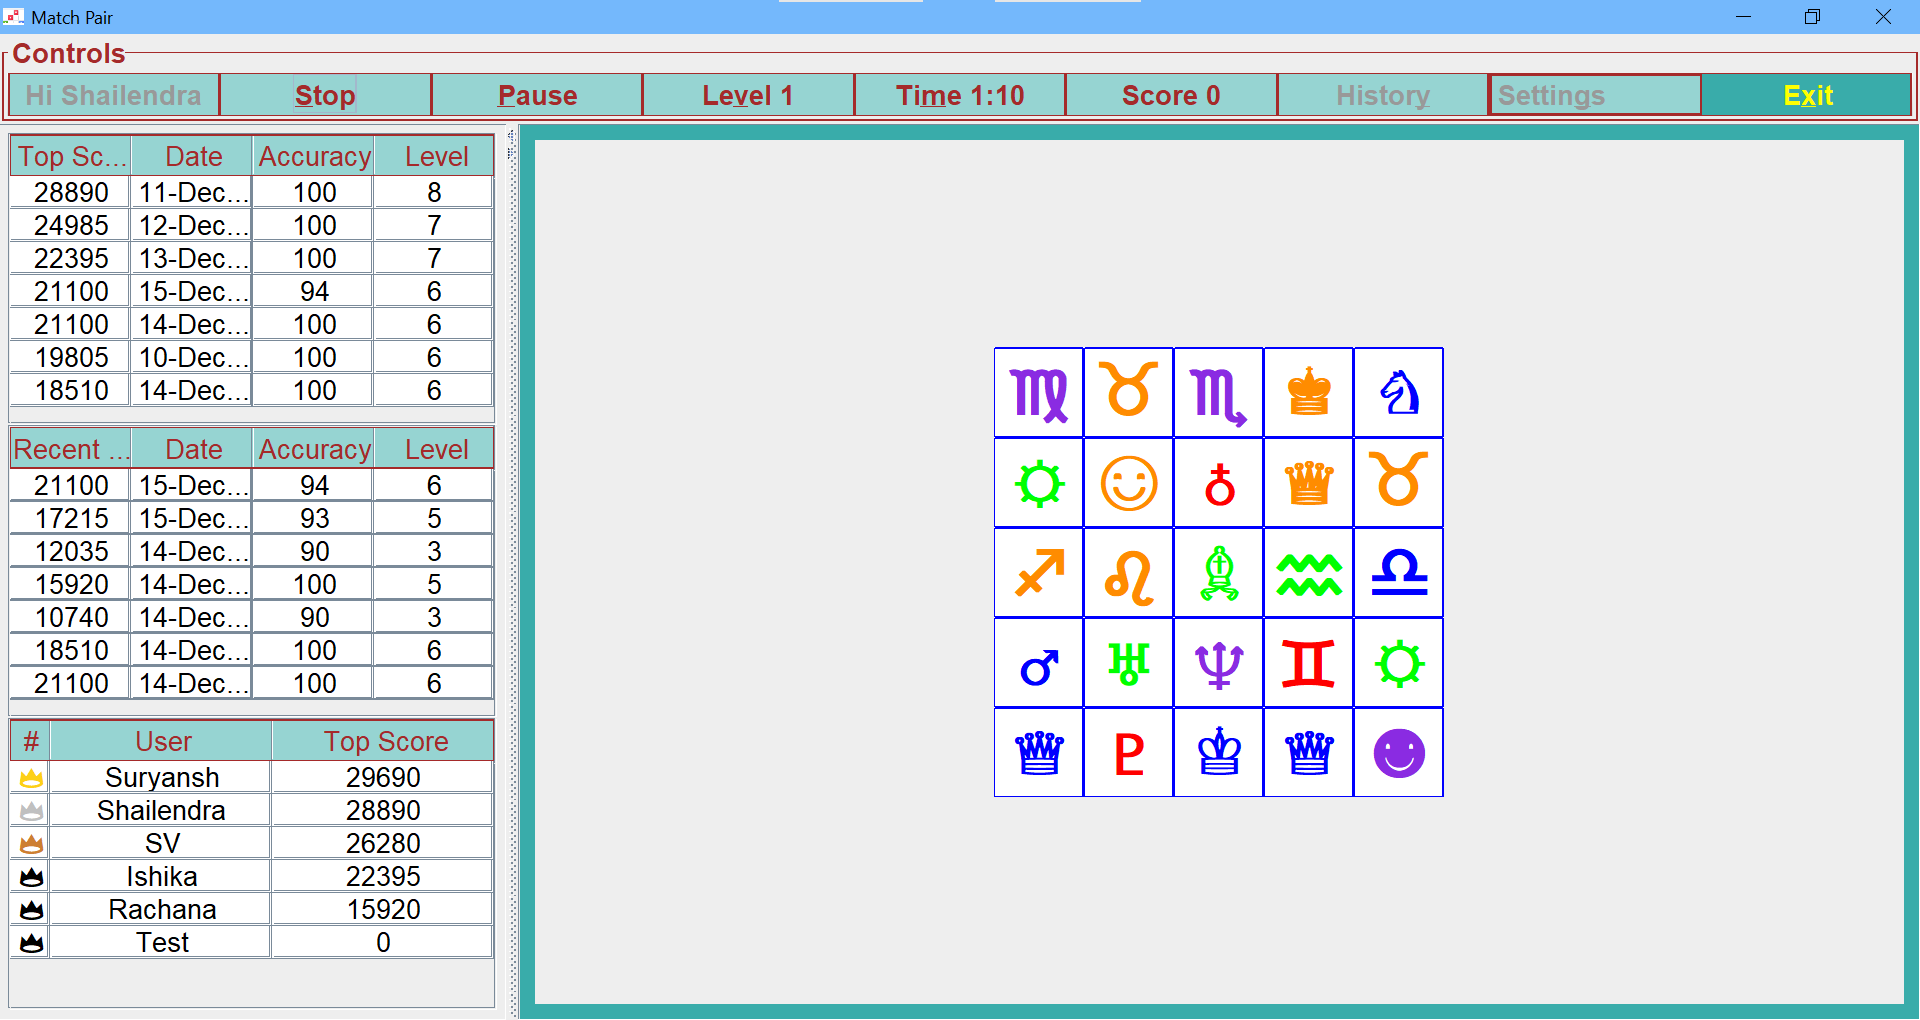 Match Pair
Controls
Hi Shailendra Stop Pause Level 1 Time 1:10 Score 0 History Settings Exit
Top Sc... Date Accuracy Level
28890 11-Dec... 100 8
24985 12-Dec... 100 7
22395 13-Dec... 100 7
21100 15-Dec... 94 6
21100 14-Dec... 100 6
19805 10-Dec... 100 6
18510 14-Dec... 100 6
Recent ... Date Accuracy Level
21100 15-Dec... 94 6
17215 15-Dec... 93 5
12035 14-Dec... 90 3
15920 14-Dec... 100 5
10740 14-Dec... 90 3
18510 14-Dec... 100 6
21100 14-Dec... 100 6
# User Top Score
Suryansh 29690
Shailendra 28890
SV 26280
Ishika 22395
Rachana 15920
Test 0
♍ ♉ ♏ ♚ ♘
☼ ☺ ♁ ♛ ♉
♐ ♌ ♗ ♒ ♎
♂ ♅ ♆ ♊ ☼
♕ ♇ ♔ ♕ ☻